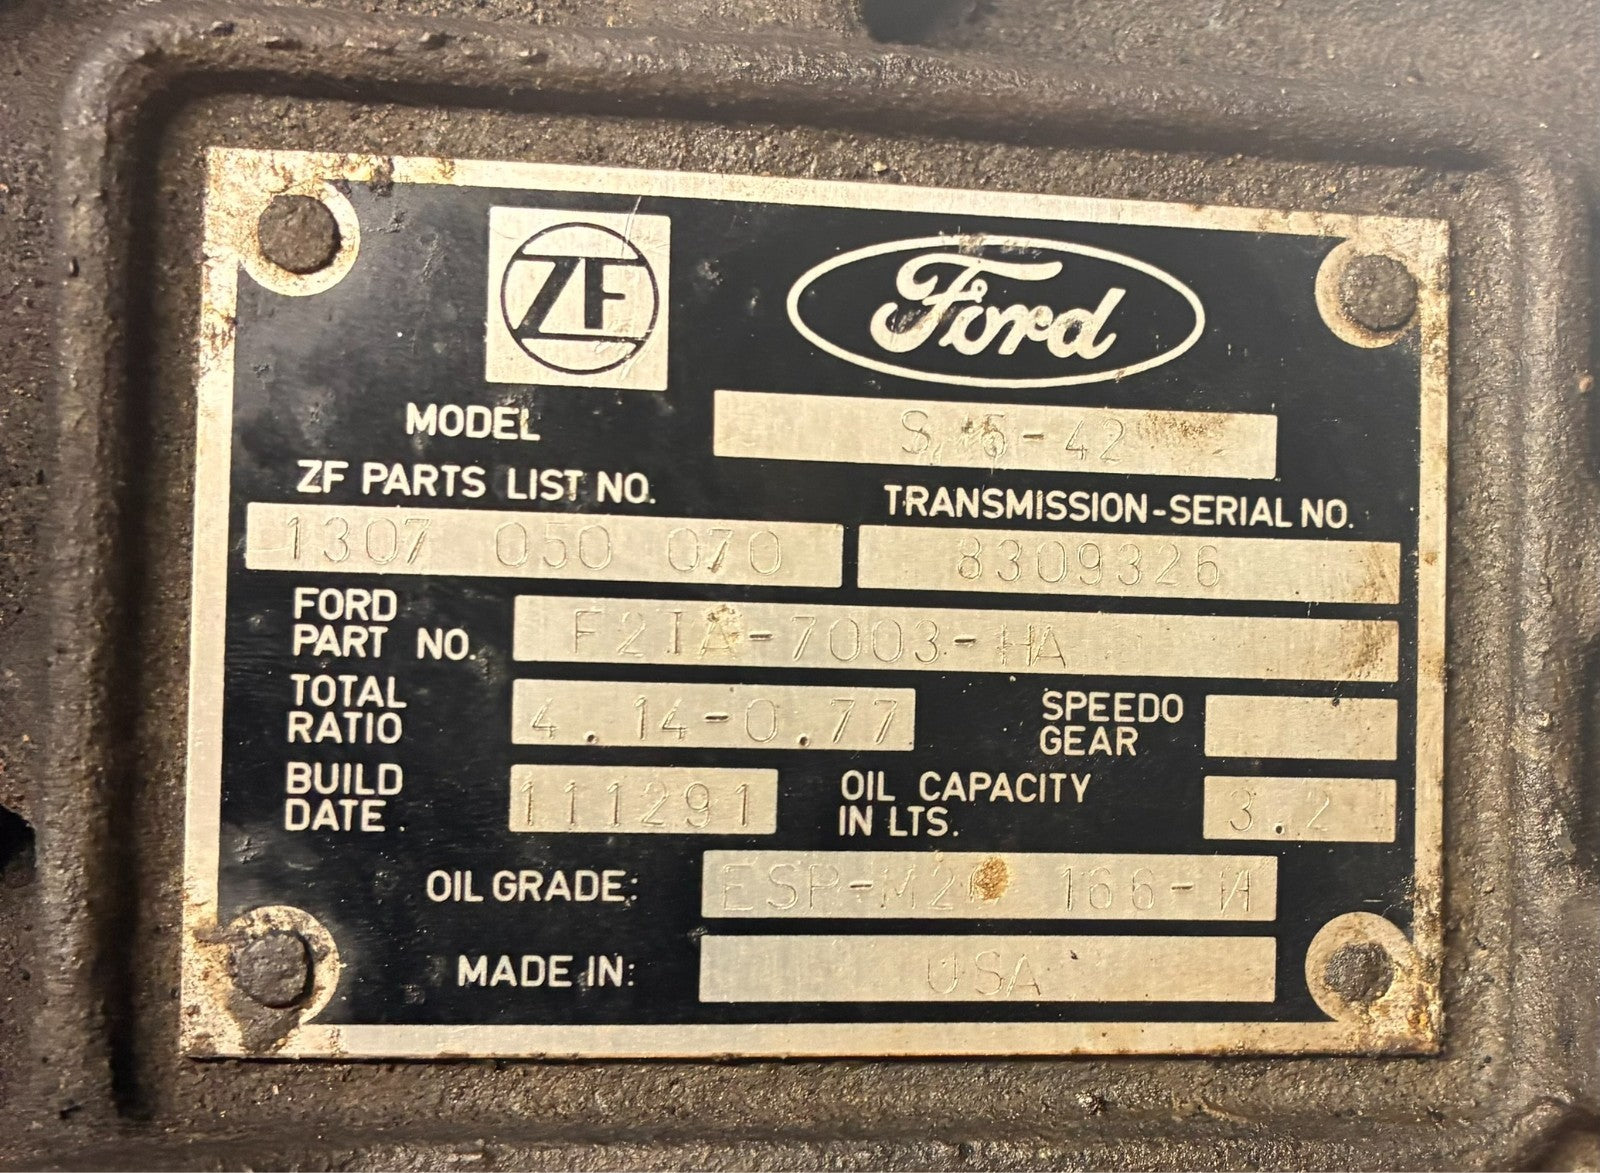 ZF
Ford
MODEL S 5-42
ZF PARTS LIST NO.
TRANSMISSION-SERIAL NO.
1307 050 070
8309326
FORD PART NO. F2TA-7003-HA
TOTAL RATIO 4.14-0.77
SPEEDO GEAR
BUILD DATE. 111291
OIL CAPACITY IN LTS. 3.2
OIL GRADE: 166-H
MADE IN: USA